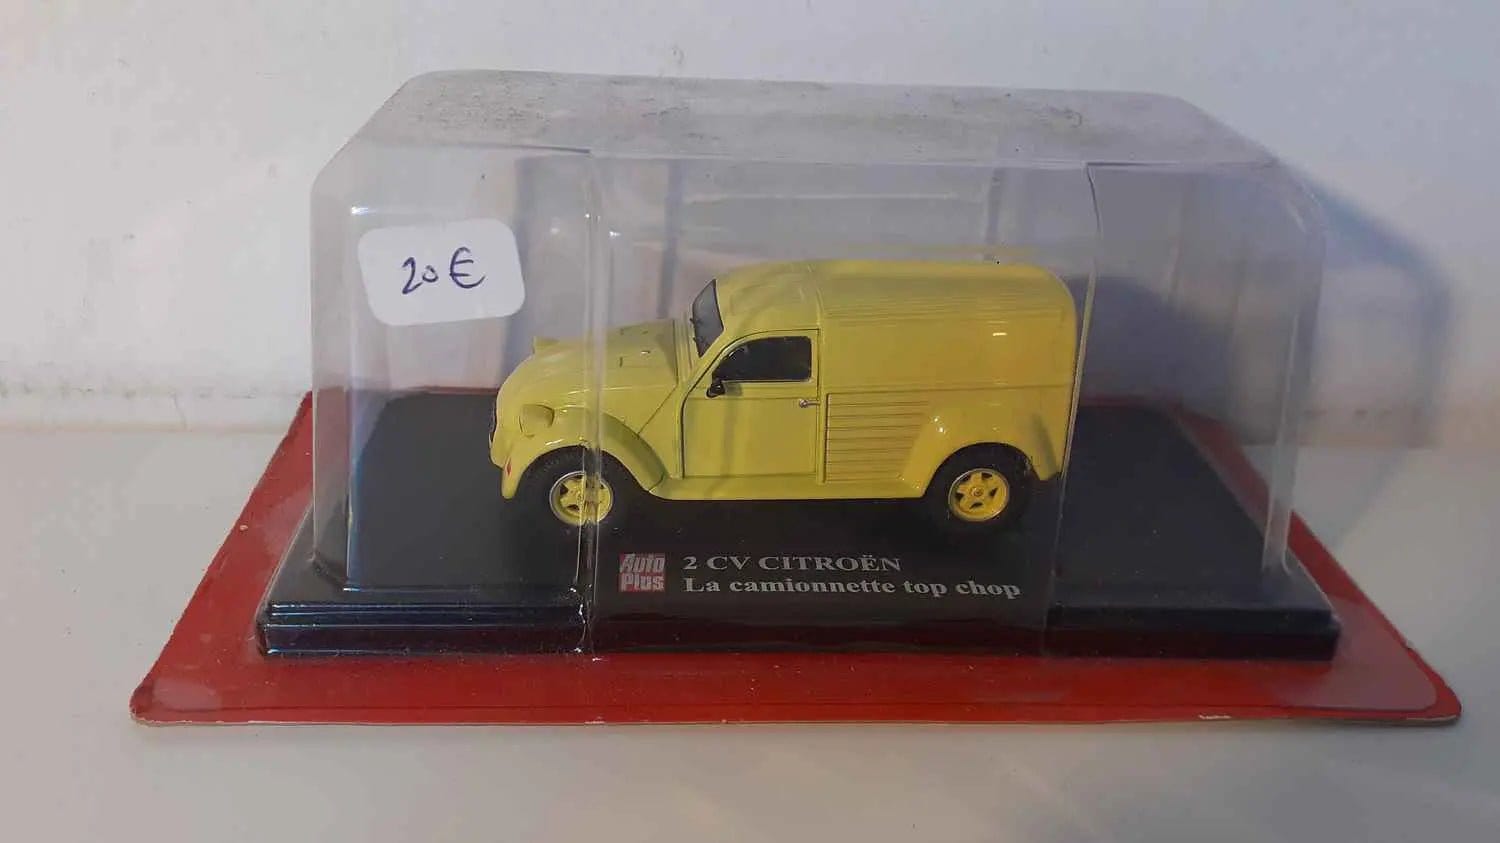 20€
Auto
Plus
2 CV CITROËN
La camionnette top chop